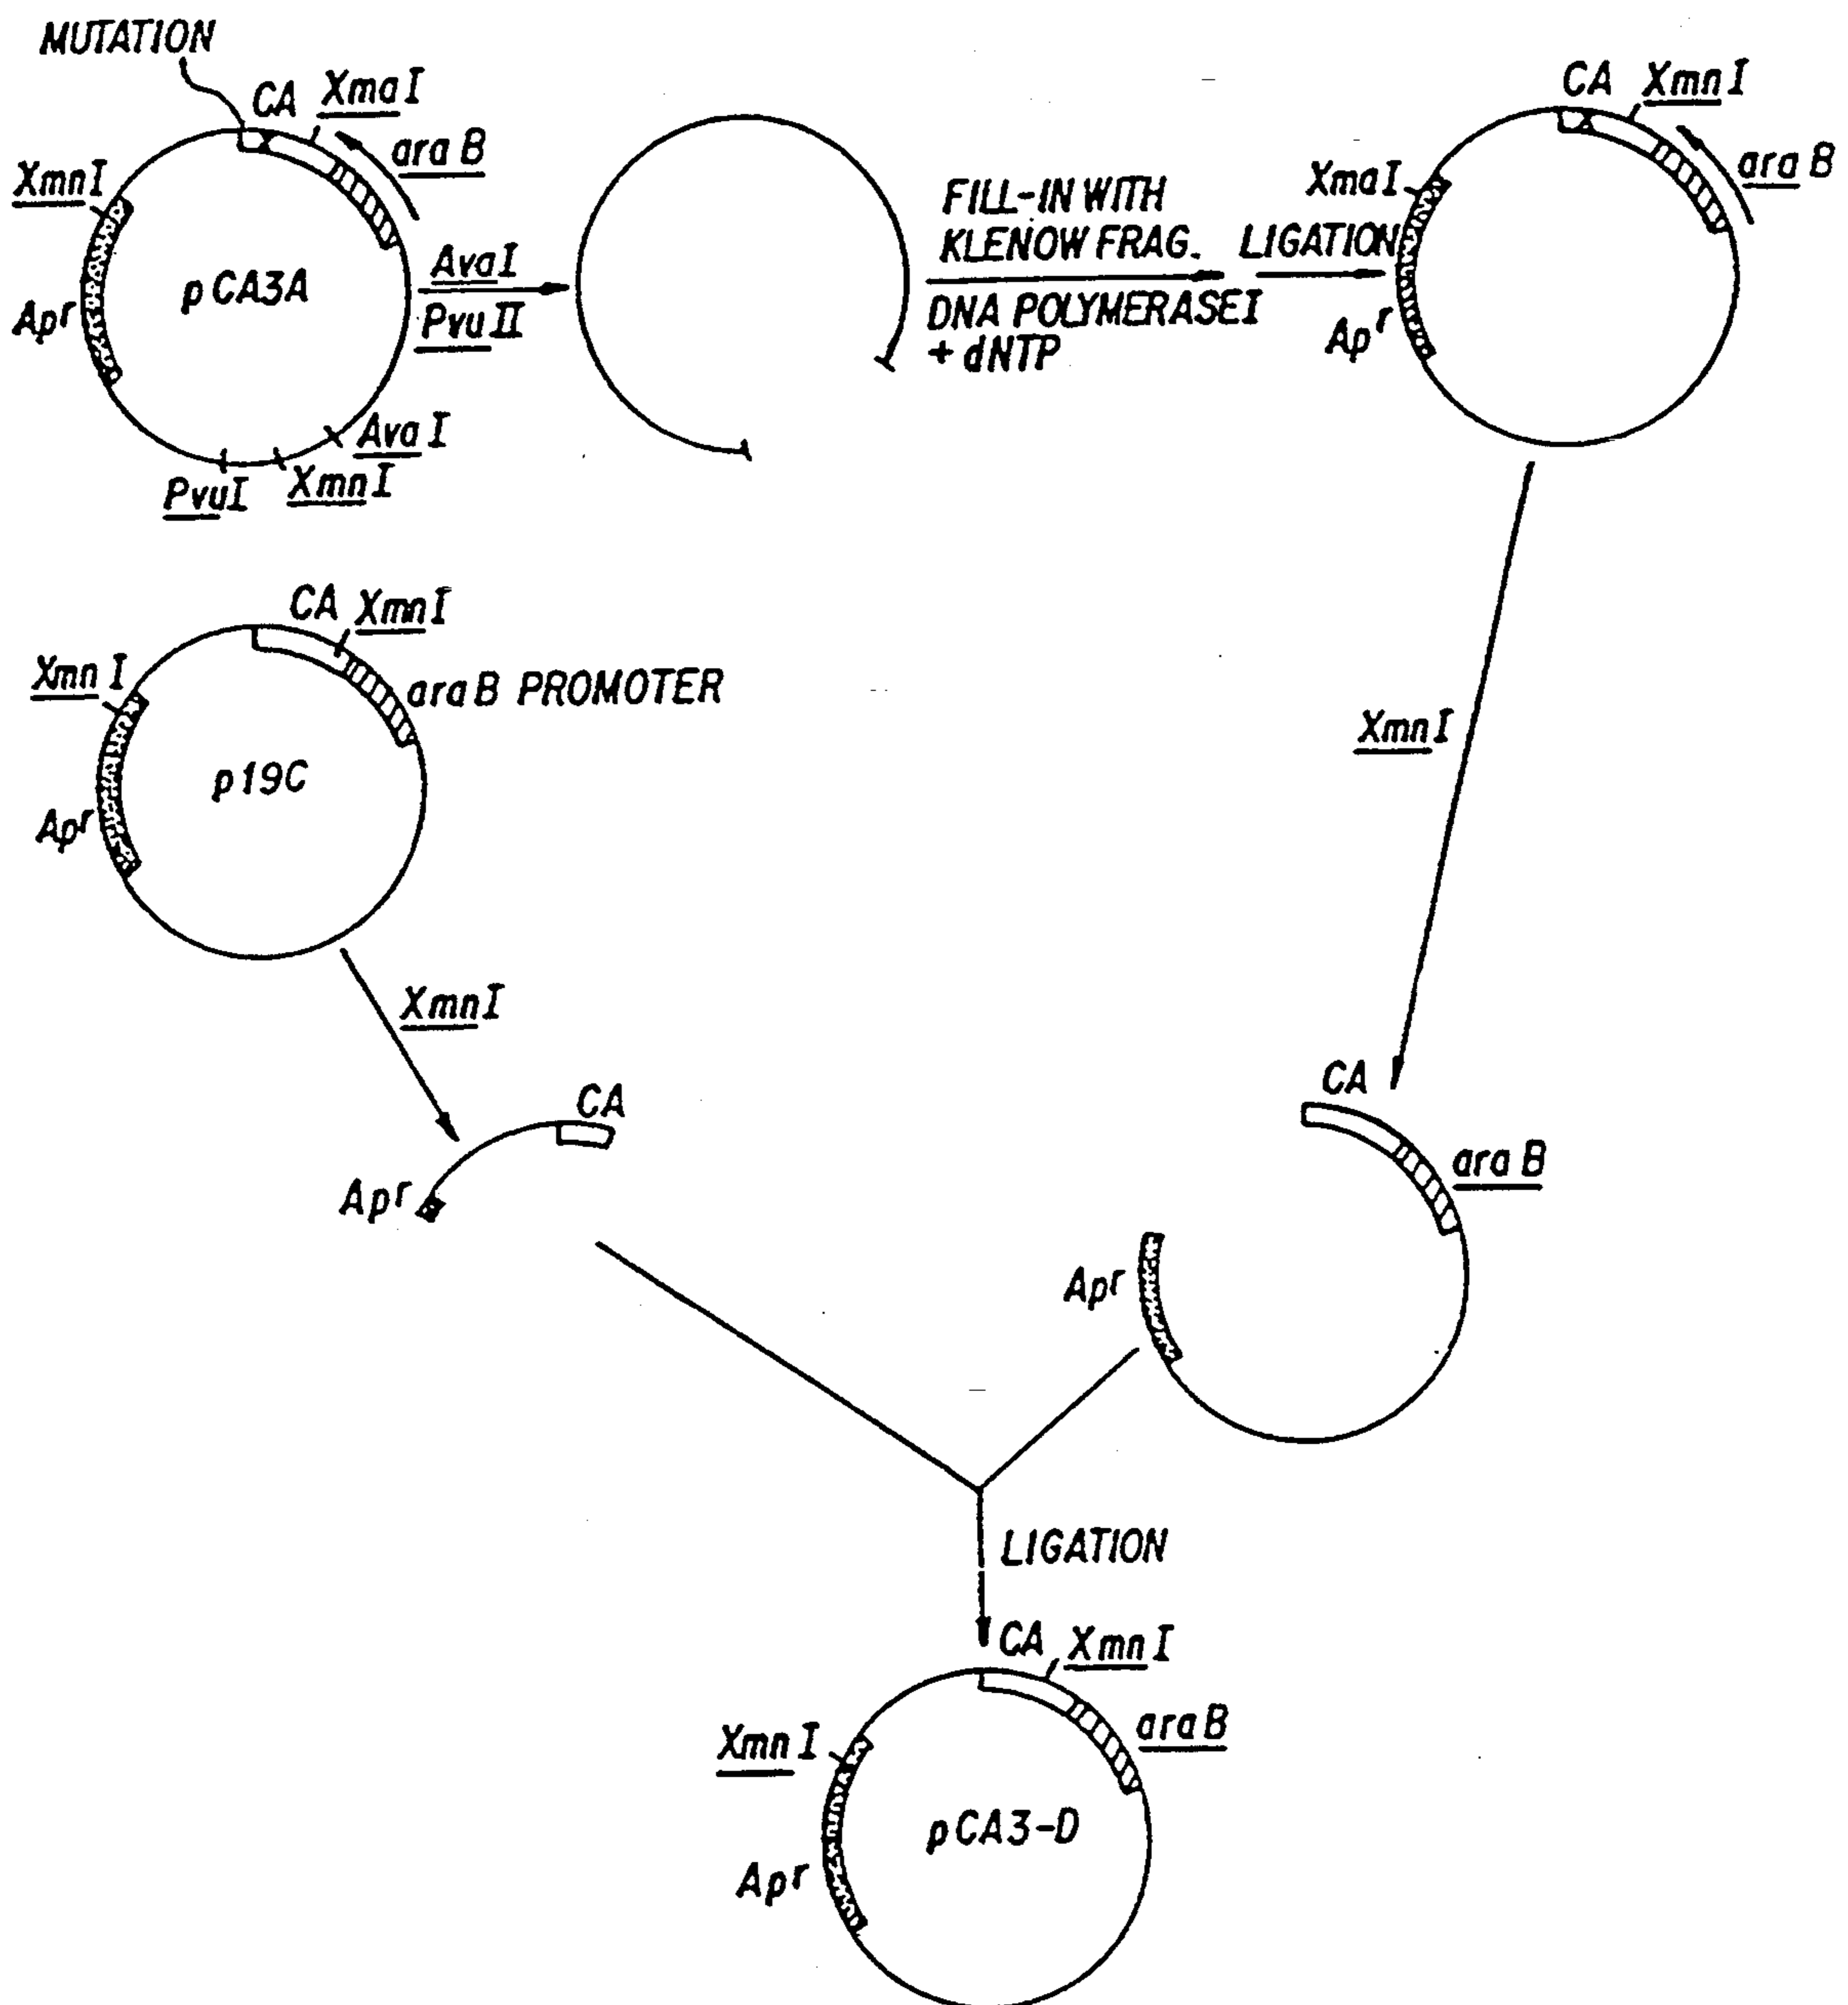 MUTATION
CA XmaI
araB
XmnI
pCA3A
Apr
AvaI
PvuII
AvaI
XmnI
PvuI
FILL-IN WITH
KLENOW FRAG.
DNA POLYMERASEI
+ dNTP
LIGATION
CA XmnI
araB
XmaI
Apr
CA XmnI
XmnI
araB PROMOTER
p19C
Apr
XmnI
XmnI
CA
Apr
CA
araB
Apr
LIGATION
CA XmnI
araB
XmnI
pCA3-D
Apr